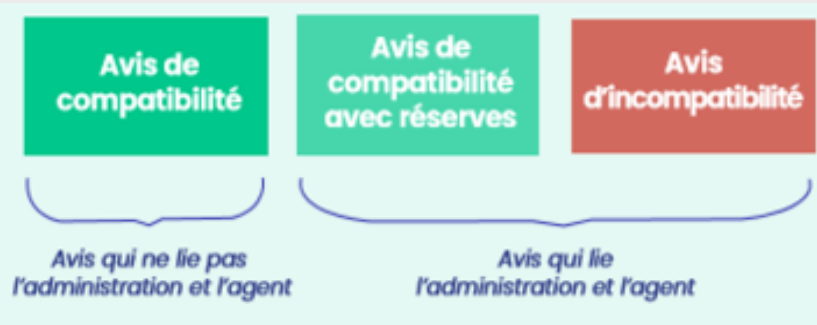 Avis de
compatibilité
Avis de
compatibilité
avec réserves
Avis
d'incompatibilité
Avis qui ne lie pas
l'administration et l'agent
Avis qui lie
l'administration et l'agent